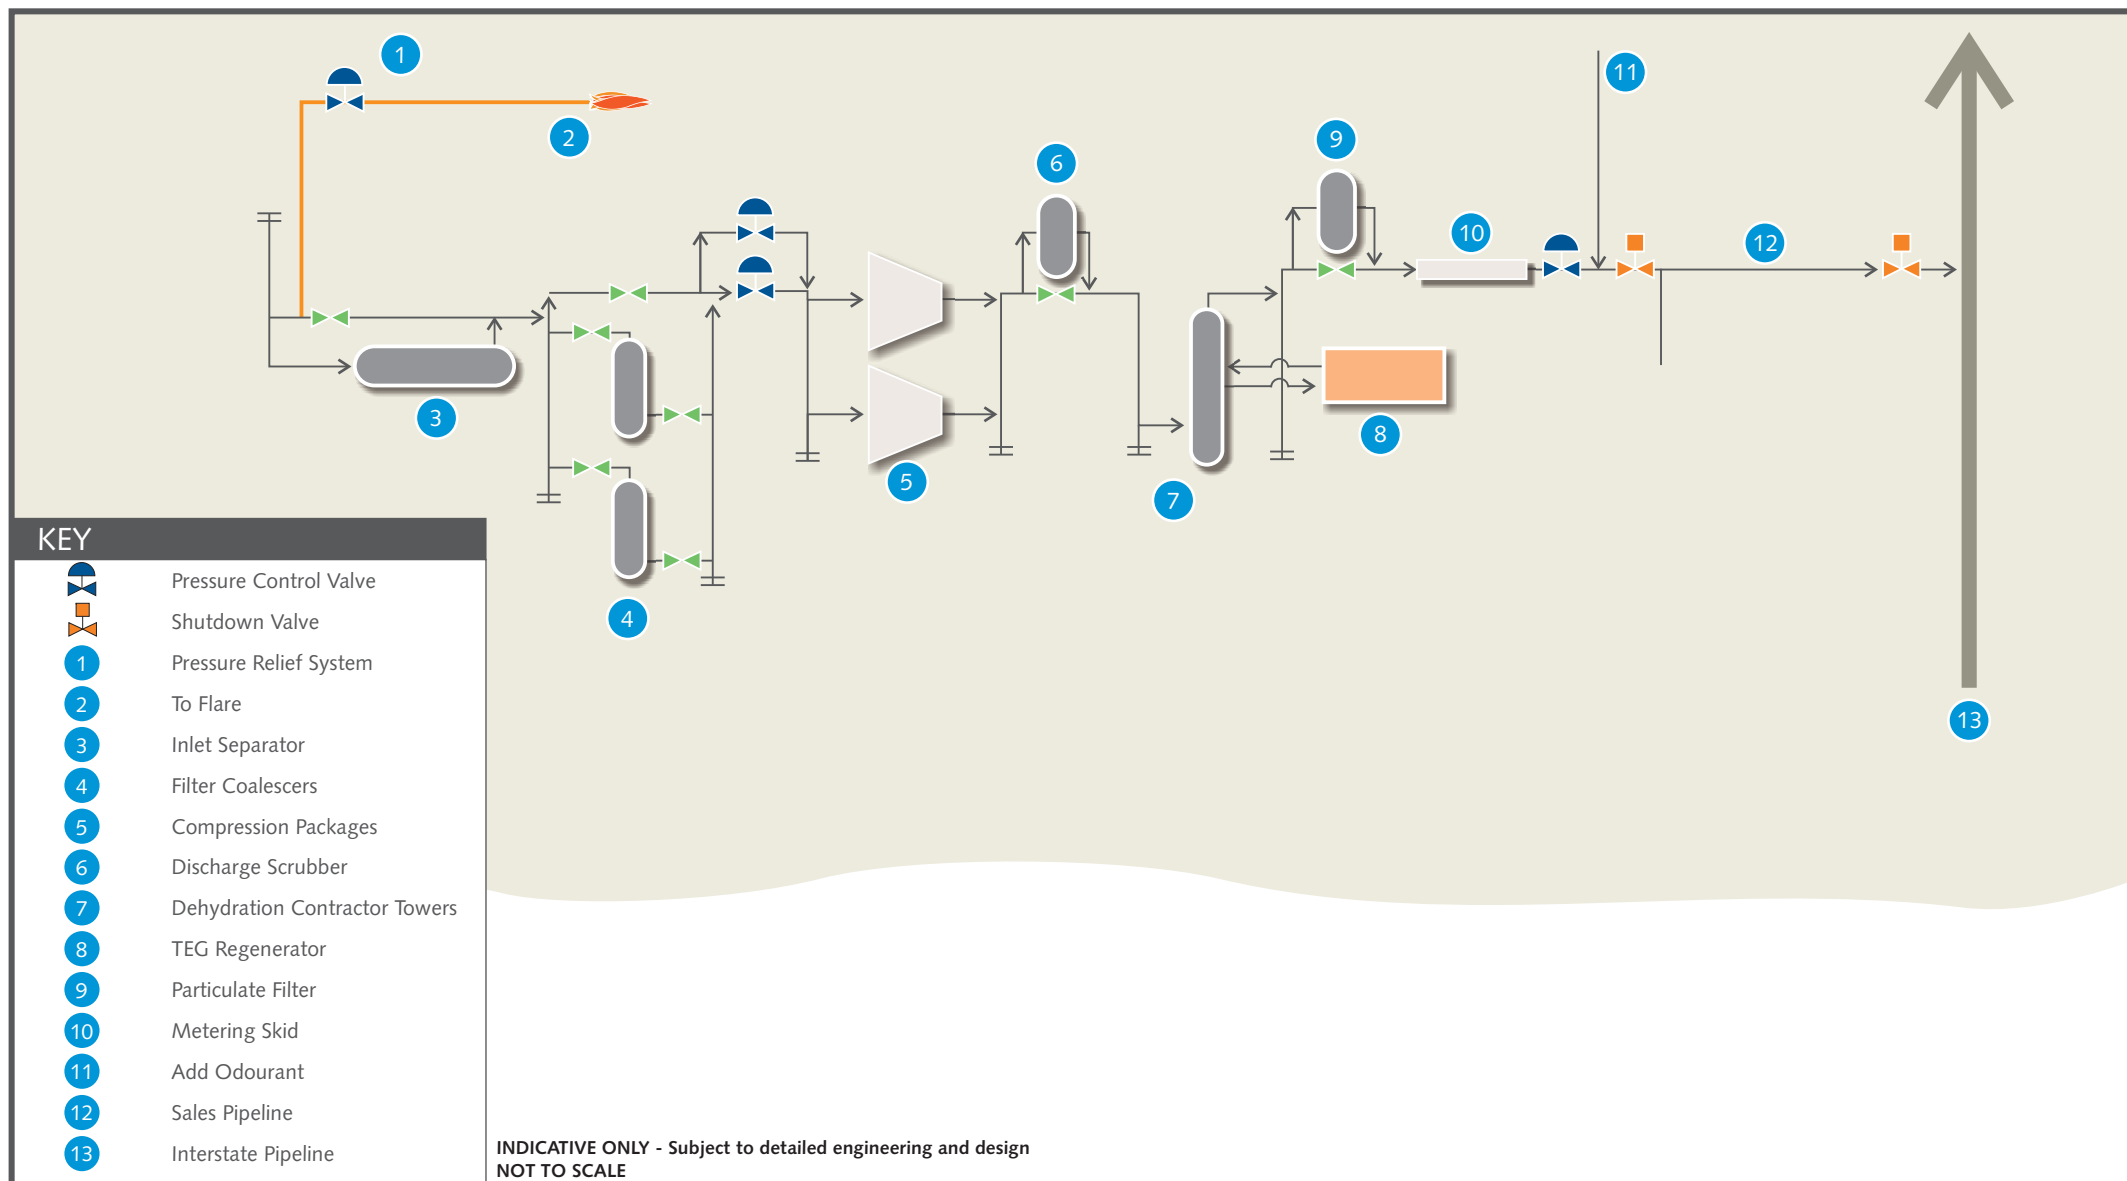 1
11
2
9
6
10
12
3
8
5
7
4
13
KEY
Pressure Control Valve
Shutdown Valve
1 Pressure Relief System
2 To Flare
3 Inlet Separator
4 Filter Coalescers
5 Compression Packages
6 Discharge Scrubber
7 Dehydration Contractor Towers
8 TEG Regenerator
9 Particulate Filter
10 Metering Skid
11 Add Odourant
12 Sales Pipeline
13 Interstate Pipeline
INDICATIVE ONLY - Subject to detailed engineering and design
NOT TO SCALE